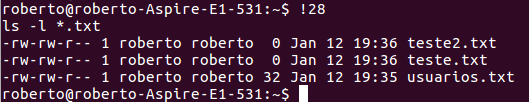 roberto@roberto-Aspire-E1-531:~$ !28
ls -l *.txt
-rw-rw-r-- 1 roberto roberto  0 Jan 12 19:36 teste2.txt
-rw-rw-r-- 1 roberto roberto  0 Jan 12 19:36 teste.txt
-rw-rw-r-- 1 roberto roberto 32 Jan 12 19:35 usuarios.txt
roberto@roberto-Aspire-E1-531:~$